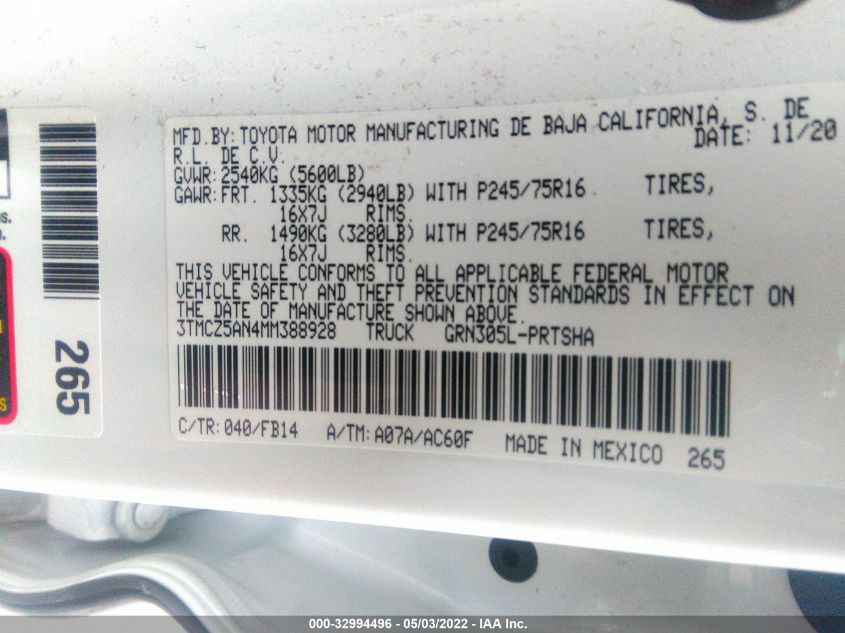 MFD.BY: TOYOTA MOTOR MANUFACTURING DE BAJA CALIFORNIA, S. DE
R.L. DE C.V. DATE: 11/20
GVWR: 2540KG (5600LB)
GAWR: FRT. 1335KG (2940LB) WITH P245/75R16 TIRES,
16X7J RIMS.
RR. 1490KG (3280LB) WITH P245/75R16 TIRES,
16X7J RIMS.
THIS VEHICLE CONFORMS TO ALL APPLICABLE FEDERAL MOTOR
VEHICLE SAFETY AND THEFT PREVENTION STANDARDS IN EFFECT ON
THE DATE OF MANUFACTURE SHOWN ABOVE.
3TMCZ5AN4MM388928 TRUCK GRN305L-PRTSHA
C/TR: 040/FB14 A/TM: A07A/AC60F MADE IN MEXICO 265
265
000-32994496 - 05/03/2022 - IAA Inc.